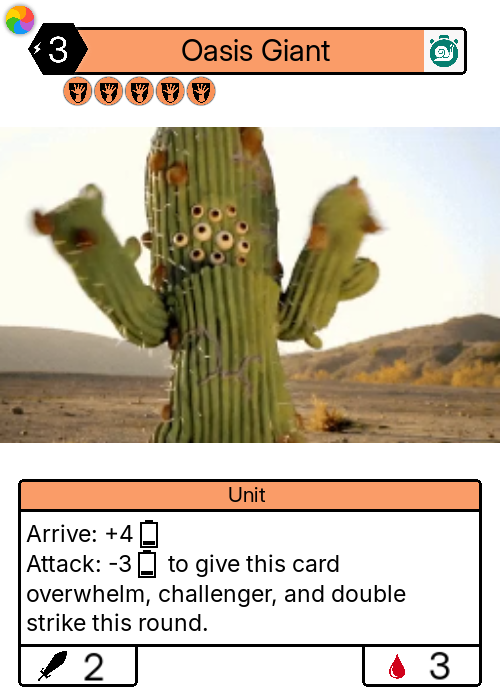 3
Oasis Giant
Unit
Arrive: +4
Attack: -3 to give this card
overwhelm, challenger, and double
strike this round.
2
3